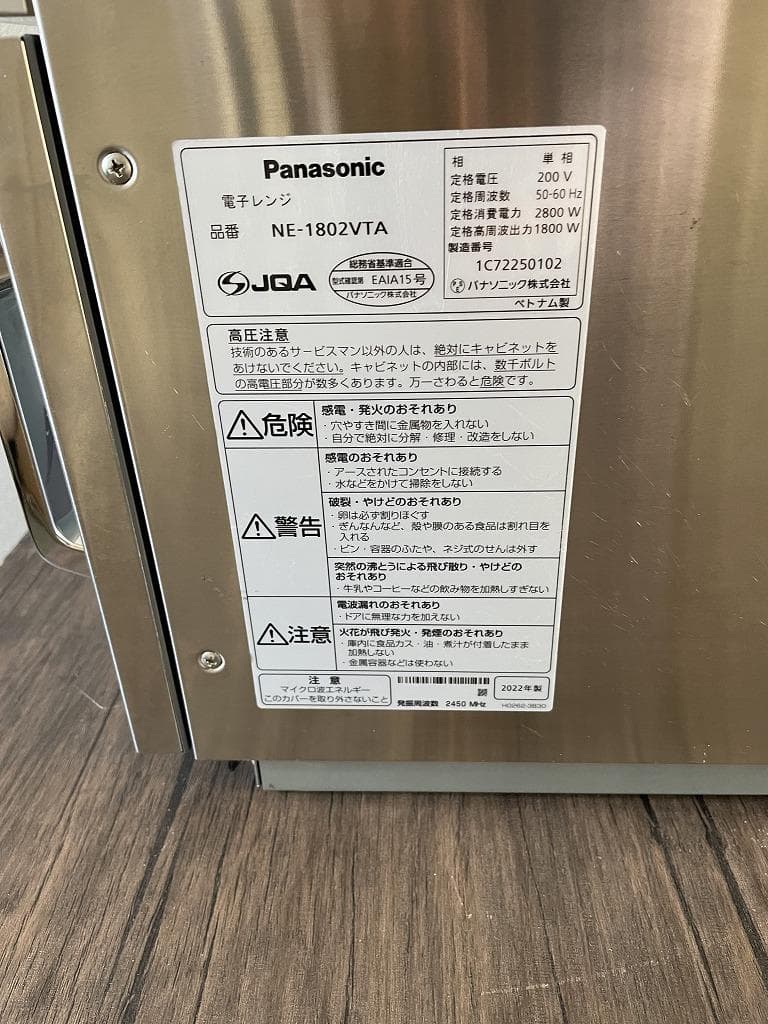 Panasonic
電子レンジ
品番 NE-1802VTA
JQA
総務省基準適合
型式確認第 EAIA15号
パナソニック株式会社
相 単相
定格電圧 200 V
定格周波数 50-60 Hz
定格消費電力 2800 W
定格高周波出力 1800 W
製造番号
1C72250102
パナソニック株式会社
ベトナム製
高圧注意
技術のあるサービスマン以外の人は、絶対にキャビネットを
あけないでください。キャビネットの内部には、数千ボルト
の高電圧部分が数多くあります。万一さわると危険です。
危険
感電・発火のおそれあり
・穴やすき間に金属物を入れない
・自分で絶対に分解・修理・改造をしない
警告
感電のおそれあり
・アースされたコンセントに接続する
・水などをかけて掃除をしない
破裂・やけどのおそれあり
・卵は必ず割りほぐす
・ぎんなんなど、殻や膜のある食品は割れ目を
入れる
・ビン・容器のふたや、ネジ式のせんは外す
突然の沸とうによる飛び散り・やけどの
おそれあり
・牛乳やコーヒーなどの飲み物を加熱しすぎない
注意
電波漏れのおそれあり
・ドアに無理な力を加えない
火花が飛び発火・発煙のおそれあり
・庫内に食品カス・油・煮汁が付着したまま
加熱しない
・金属容器などは使わない
注意
マイクロ波エネルギー
このカバーを取り外さないこと
発振周波数 2450 MHz
2022年製
H0262-3B30